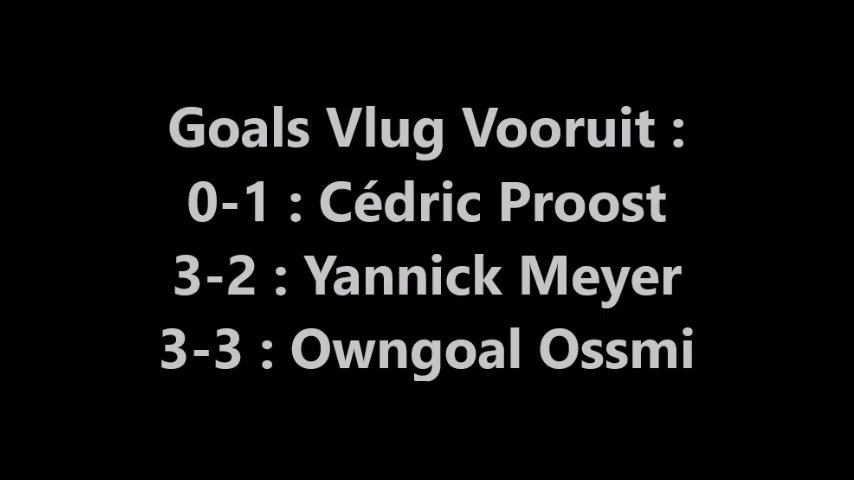 Goals Vlug Vooruit :
0-1 : Cédric Proost
3-2 : Yannick Meyer
3-3 : Owngoal Ossmi